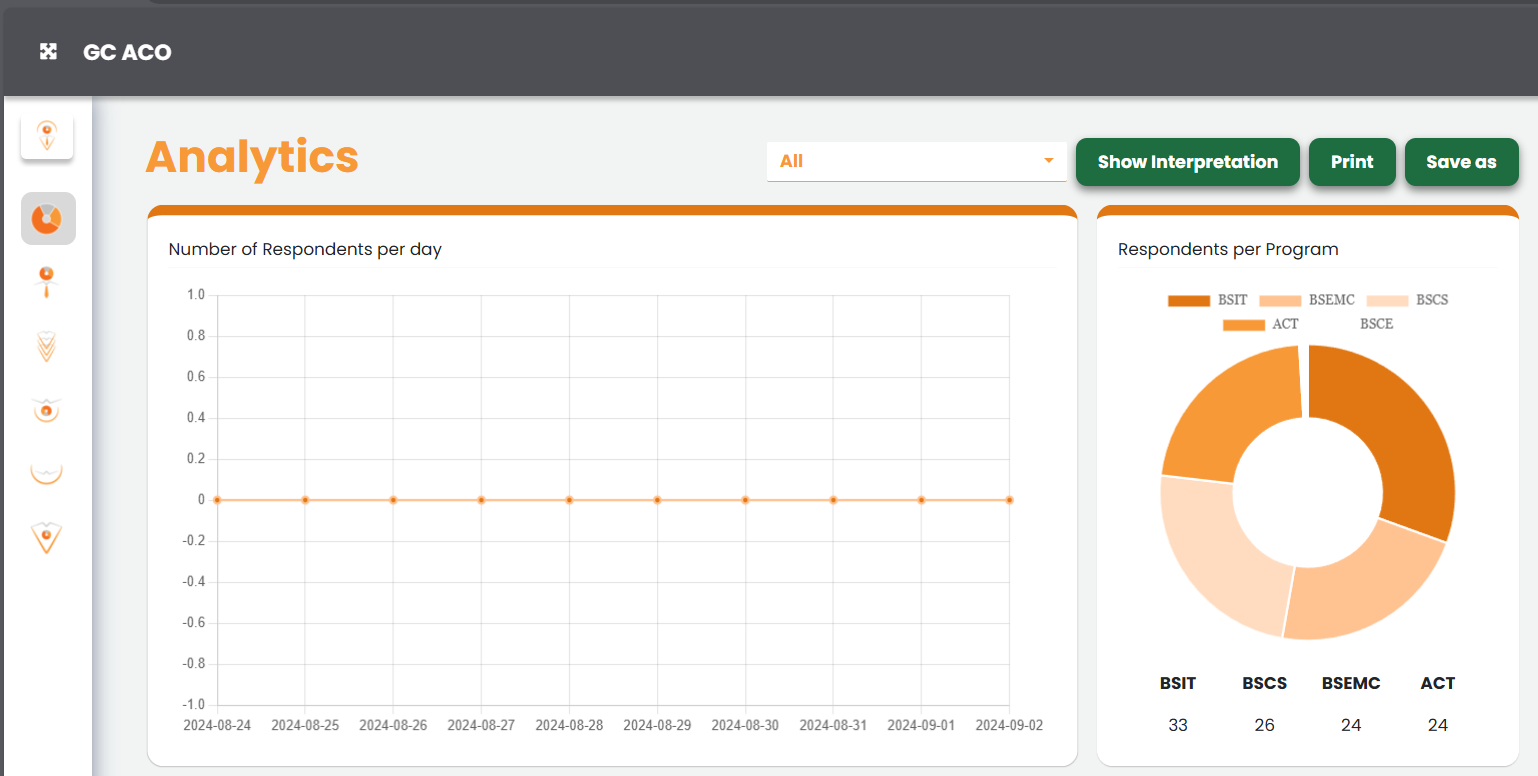 GC ACO
Analytics
All
Show Interpretation
Print
Save as
Number of Respondents per day
1.0
0.8
0.6
0.4
0.2
0
-0.2
-0.4
-0.6
-0.8
-1.0
2024-08-24 2024-08-25 2024-08-26 2024-08-27 2024-08-28 2024-08-29 2024-08-30 2024-08-31 2024-09-01 2024-09-02
Respondents per Program
BSIT BSEMC BSCS
ACT BSCE
BSIT BSCS BSEMC ACT
33 26 24 24